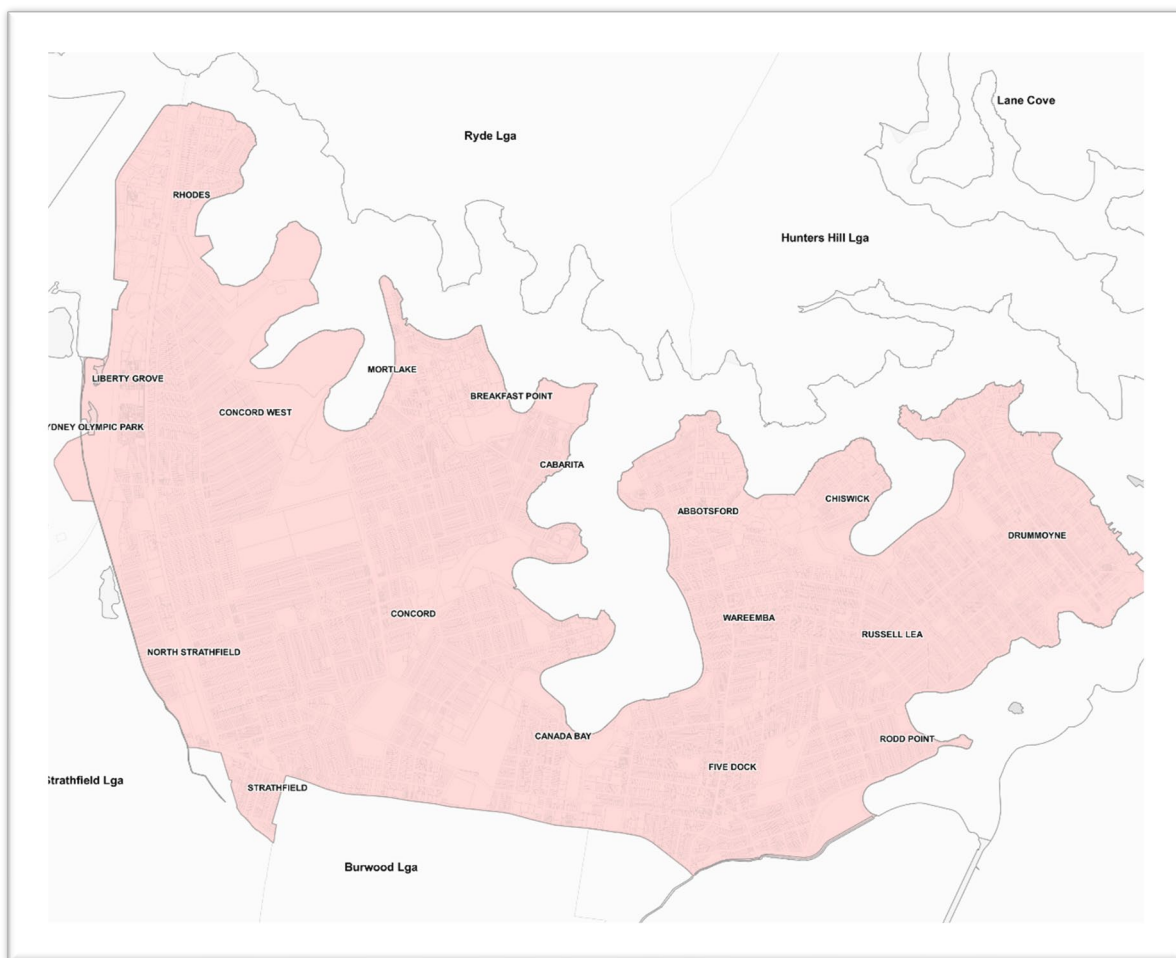 Lane Cove
Ryde Lga
RHODES
Hunters Hill Lga
MORTLAKE
LIBERTY GROVE
BREAKFAST POINT
CONCORD WEST
YDNEY OLYMPIC PARK
CABARITA
CHISWICK
ABBOTSFORD
DRUMMOYNE
CONCORD
WAREEMBA
RUSSELL LEA
NORTH STRATHFIELD
CANADA BAY
RODD POINT
FIVE DOCK
Strathfield Lga
STRATHFIELD
Burwood Lga